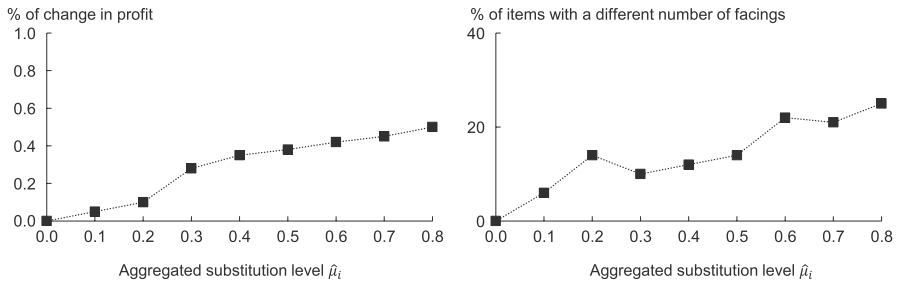 % of change in profit
1.0
0.8
0.6
0.4
0.2
0.0
0.0 0.1 0.2 0.3 0.4 0.5 0.6 0.7 0.8
Aggregated substitution level μ̂ᵢ
% of items with a different number of facings
40
20
0
0.0 0.1 0.2 0.3 0.4 0.5 0.6 0.7 0.8
Aggregated substitution level μ̂ᵢ